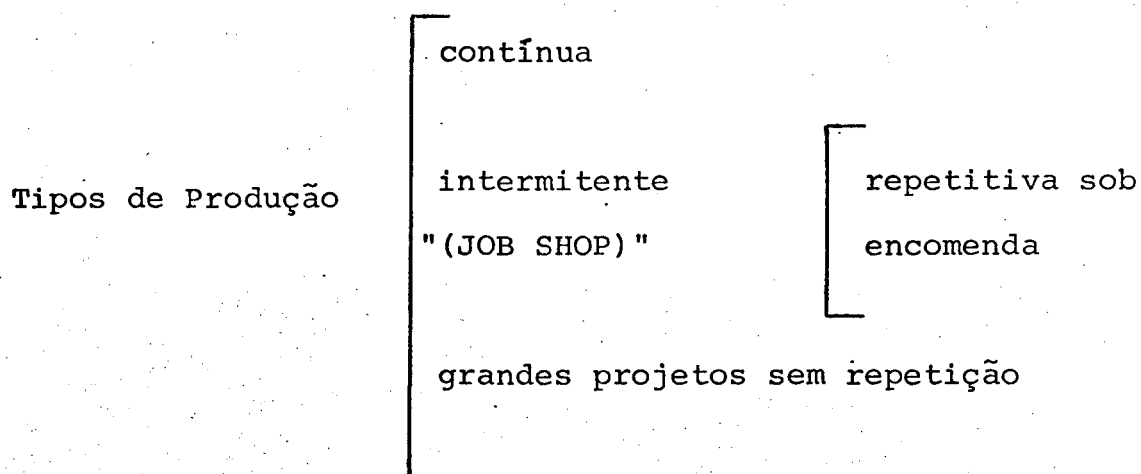 contínua
Tipos de Produção
intermitente
"(JOB SHOP)"
repetitiva sob
encomenda
grandes projetos sem repetição